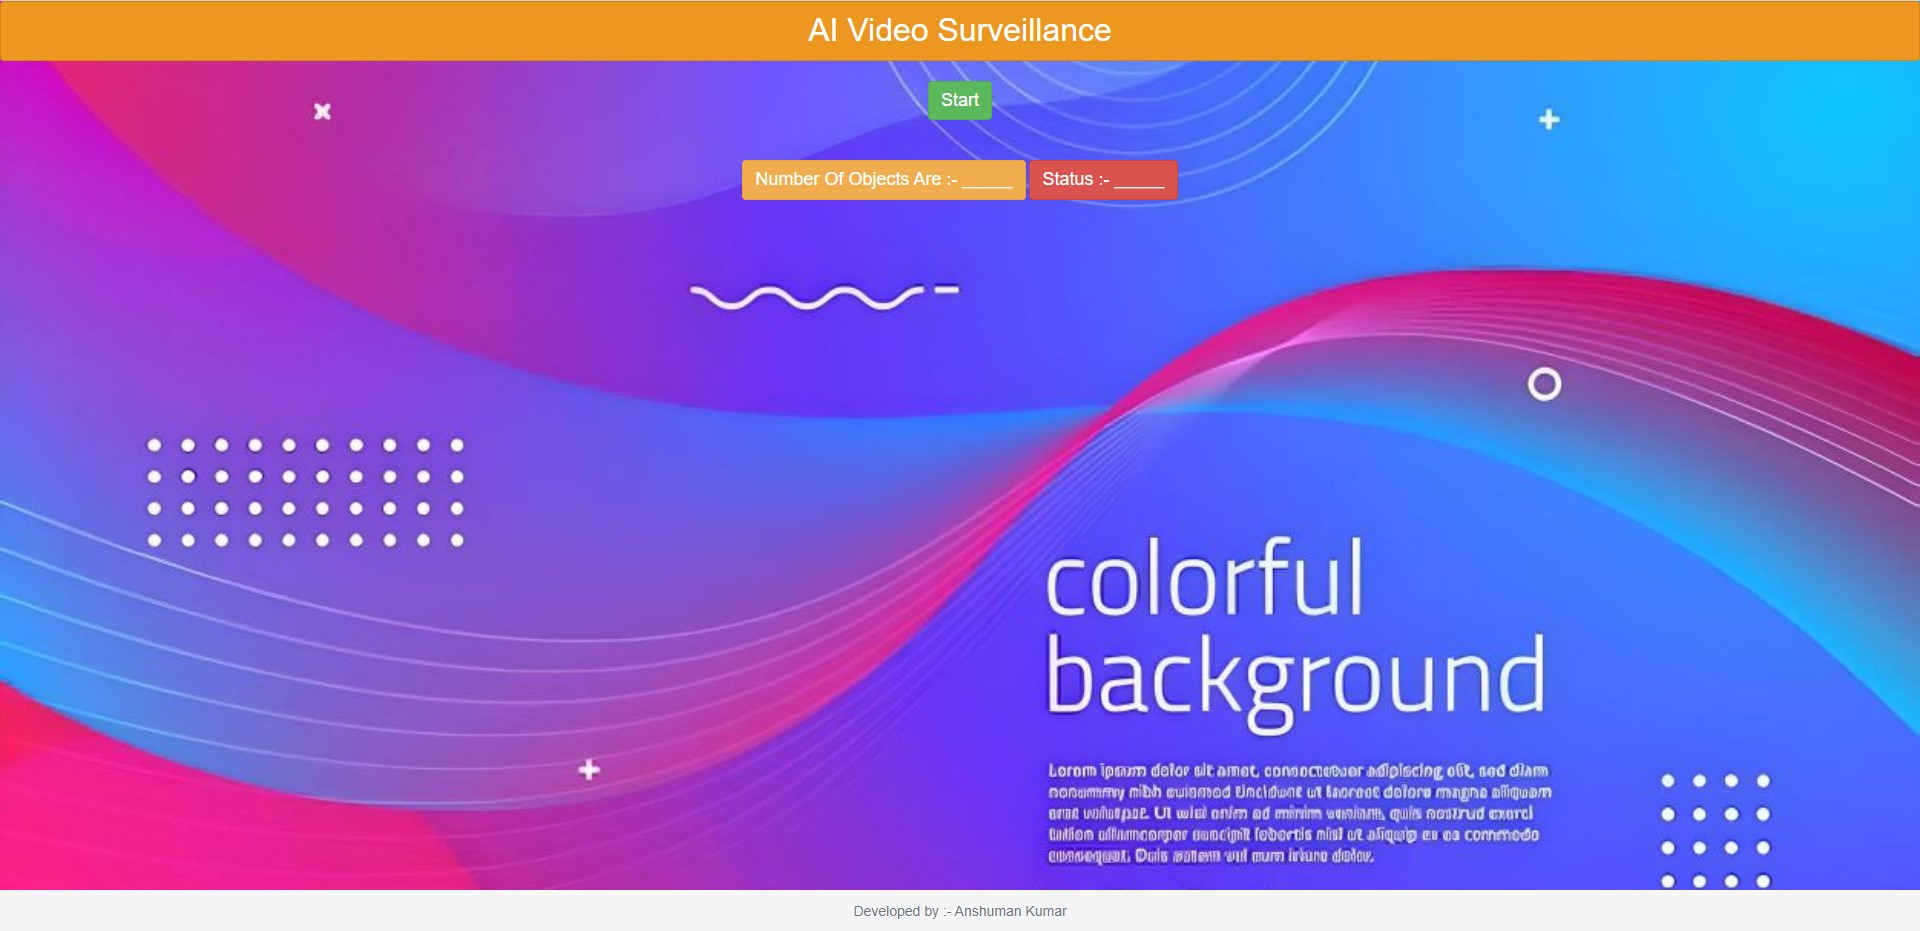 AI Video Surveillance
Start
Number Of Objects Are :- _____ Status :- _____
colorful
background
Lorem ipsum dolor sit amet, consectetuer adipiscing elit, sed diam
nonummy nibh euismod tincidunt ut laoreet dolore magna aliquam
erat volutpat. Ut wisi enim ad minim veniam, quis nostrud exerci
tation ullamcorper suscipit lobortis nisl ut aliquip ex ea commodo
consequat. Duis autem vel eum iriure dolor.
Developed by :- Anshuman Kumar